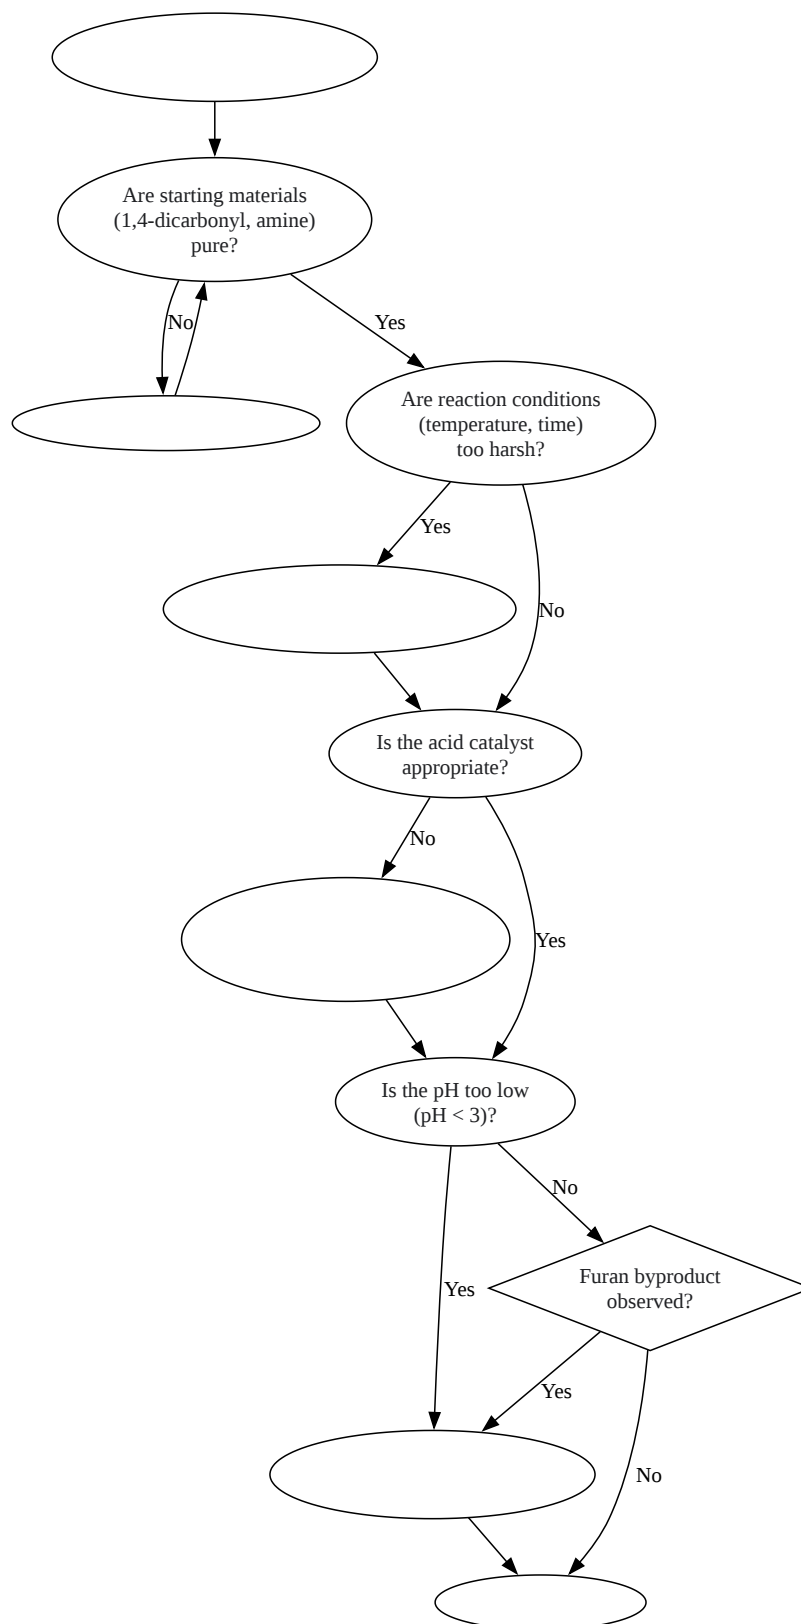 Are starting materials
(1,4-dicarbonyl, amine)
pure?
No
Yes
Are reaction conditions
(temperature, time)
too harsh?
Yes
No
Is the acid catalyst
appropriate?
No
Yes
Is the pH too low
(pH < 3)?
No
Furan byproduct
observed?
Yes
Yes
No